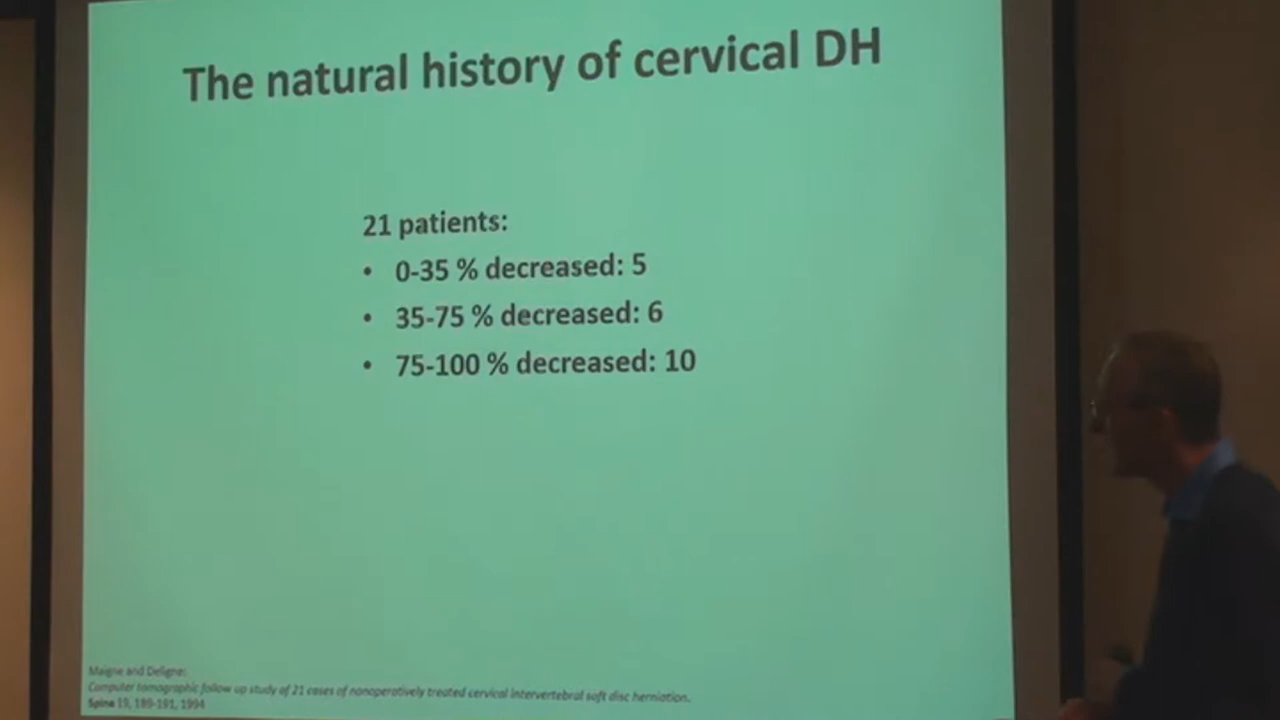 The natural history of cervical DH
21 patients:
• 0-35 % decreased: 5
• 35-75 % decreased: 6
• 75-100 % decreased: 10
Maigne and Deligne:
Computer tomographic follow up study of 21 cases of nonoperatively treated cervical intervertebral soft disc herniation.
Spine 19, 189-191, 1994